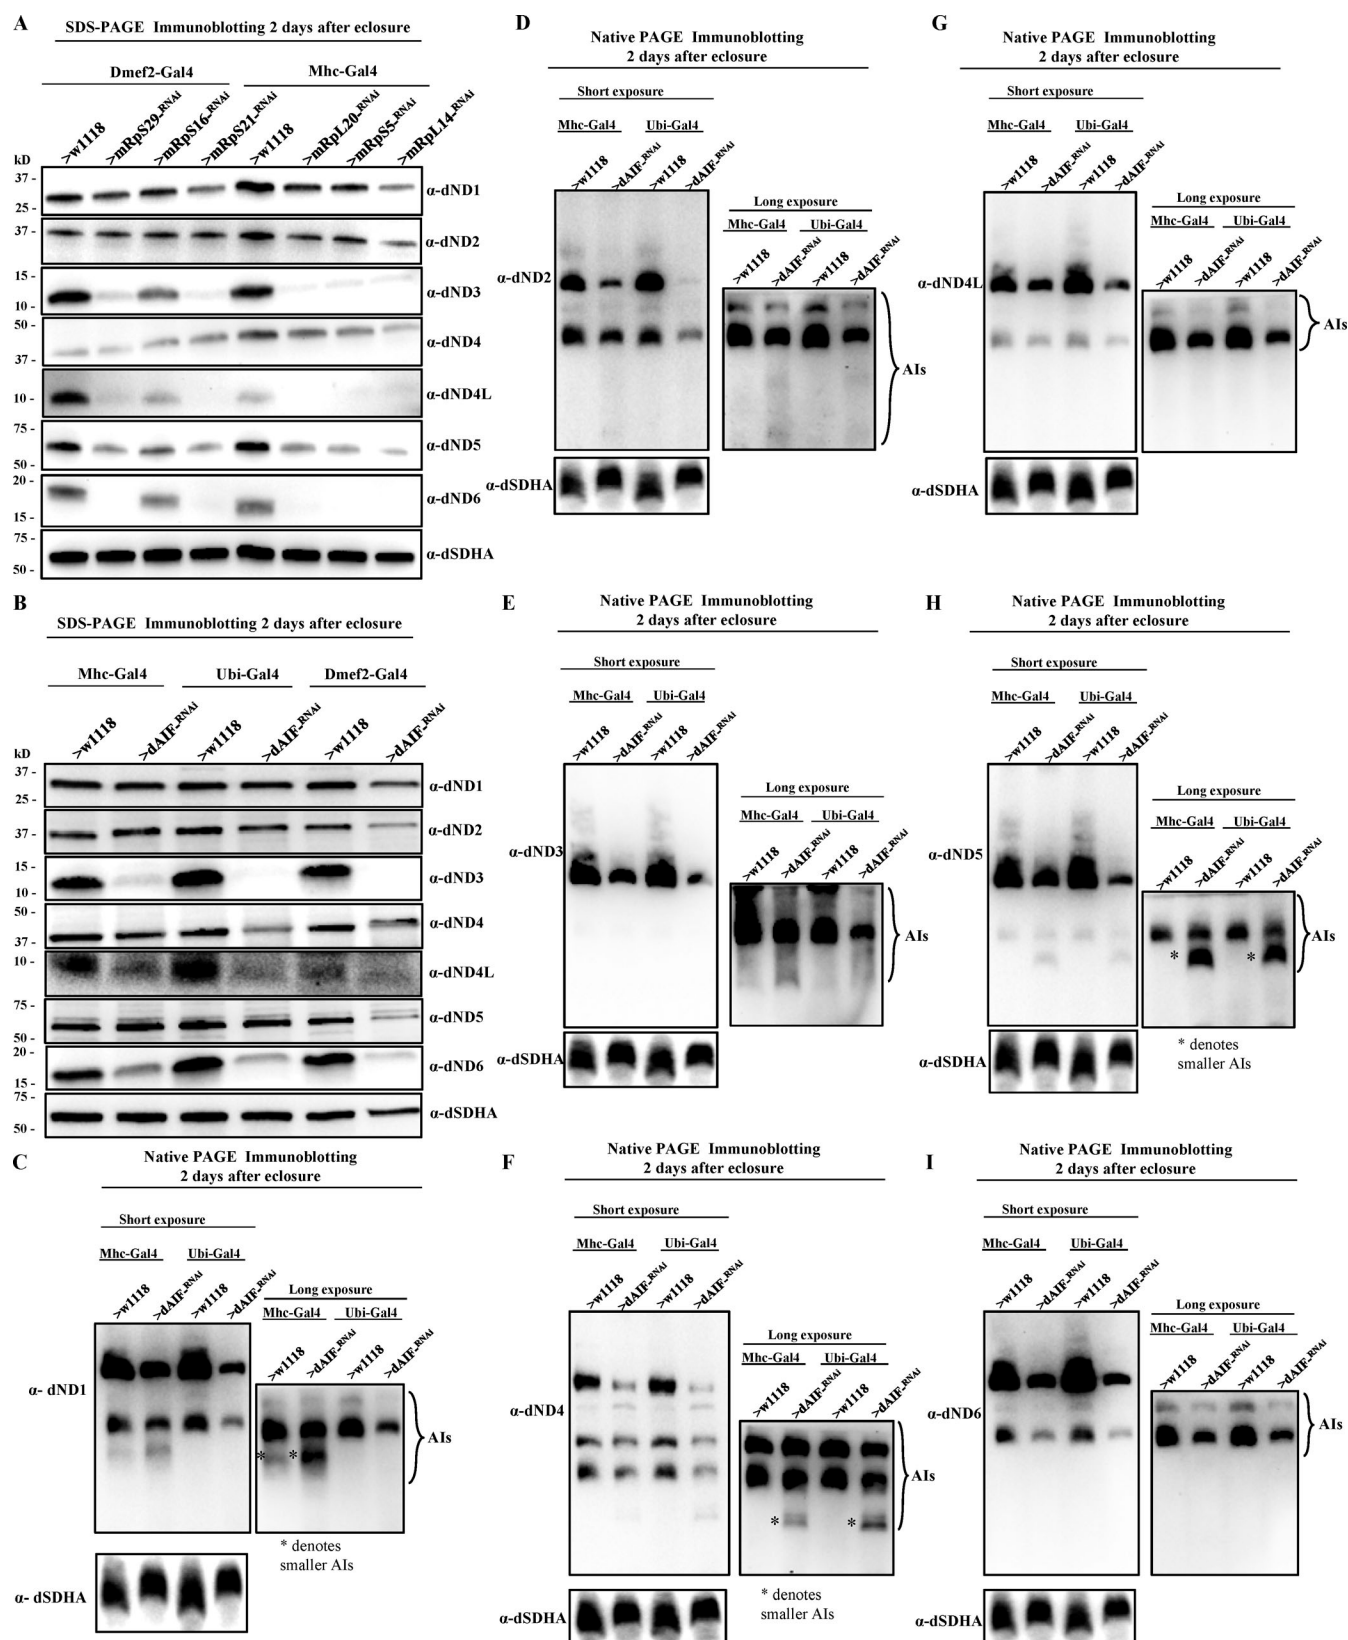 A
SDS-PAGE Immunoblotting 2 days after eclosure
Dmef2-Gal4 Mhc-Gal4
>w1118 >mRpS29-RNAi >mRpS16-RNAi >mRpS21-RNAi >w1118 >mRpL20-RNAi >mRpS5-RNAi >mRpL14-RNAi
kD
37 -
25 -
α-dND1
37 -
α-dND2
15 -
10 -
α-dND3
50 -
37 -
α-dND4
10 -
α-dND4L
75 -
50 -
α-dND5
20 -
15 -
α-dND6
75 -
50 -
α-dSDHA
B
SDS-PAGE Immunoblotting 2 days after eclosure
Mhc-Gal4 Ubi-Gal4 Dmef2-Gal4
>w1118 >dAIF-RNAi >w1118 >dAIF-RNAi >w1118 >dAIF-RNAi
kD
37 -
25 -
α-dND1
37 -
α-dND2
15 -
10 -
α-dND3
50 -
37 -
α-dND4
10 -
α-dND4L
75 -
50 -
α-dND5
20 -
15 -
α-dND6
75 -
50 -
α-dSDHA
C
Native PAGE Immunoblotting
2 days after eclosure
Short exposure
Mhc-Gal4 Ubi-Gal4
>w1118 >dAIF-RNAi >w1118 >dAIF-RNAi
Long exposure
Mhc-Gal4 Ubi-Gal4
>w1118 >dAIF-RNAi >w1118 >dAIF-RNAi
α- dND1
AIs
* *
* denotes
smaller AIs
α- dSDHA
D
Native PAGE Immunoblotting
2 days after eclosure
Short exposure
Mhc-Gal4 Ubi-Gal4
>w1118 >dAIF-RNAi >w1118 >dAIF-RNAi
Long exposure
Mhc-Gal4 Ubi-Gal4
>w1118 >dAIF-RNAi >w1118 >dAIF-RNAi
α-dND2
AIs
α-dSDHA
E
Native PAGE Immunoblotting
2 days after eclosure
Short exposure
Mhc-Gal4 Ubi-Gal4
>w1118 >dAIF-RNAi >w1118 >dAIF-RNAi
Long exposure
Mhc-Gal4 Ubi-Gal4
>w1118 >dAIF-RNAi >w1118 >dAIF-RNAi
α-dND3
AIs
α-dSDHA
F
Native PAGE Immunoblotting
2 days after eclosure
Short exposure
Mhc-Gal4 Ubi-Gal4
>w1118 >dAIF-RNAi >w1118 >dAIF-RNAi
Long exposure
Mhc-Gal4 Ubi-Gal4
>w1118 >dAIF-RNAi >w1118 >dAIF-RNAi
α-dND4
AIs
* *
* denotes
smaller AIs
α-dSDHA
G
Native PAGE Immunoblotting
2 days after eclosure
Short exposure
Mhc-Gal4 Ubi-Gal4
>w1118 >dAIF-RNAi >w1118 >dAIF-RNAi
Long exposure
Mhc-Gal4 Ubi-Gal4
>w1118 >dAIF-RNAi >w1118 >dAIF-RNAi
α-dND4L
AIs
α-dSDHA
H
Native PAGE Immunoblotting
2 days after eclosure
Short exposure
Mhc-Gal4 Ubi-Gal4
>w1118 >dAIF-RNAi >w1118 >dAIF-RNAi
Long exposure
Mhc-Gal4 Ubi-Gal4
>w1118 >dAIF-RNAi >w1118 >dAIF-RNAi
α-dND5
AIs
* *
* denotes
smaller AIs
α-dSDHA
I
Native PAGE Immunoblotting
2 days after eclosure
Short exposure
Mhc-Gal4 Ubi-Gal4
>w1118 >dAIF-RNAi >w1118 >dAIF-RNAi
Long exposure
Mhc-Gal4 Ubi-Gal4
>w1118 >dAIF-RNAi >w1118 >dAIF-RNAi
α-dND6
AIs
α-dSDHA